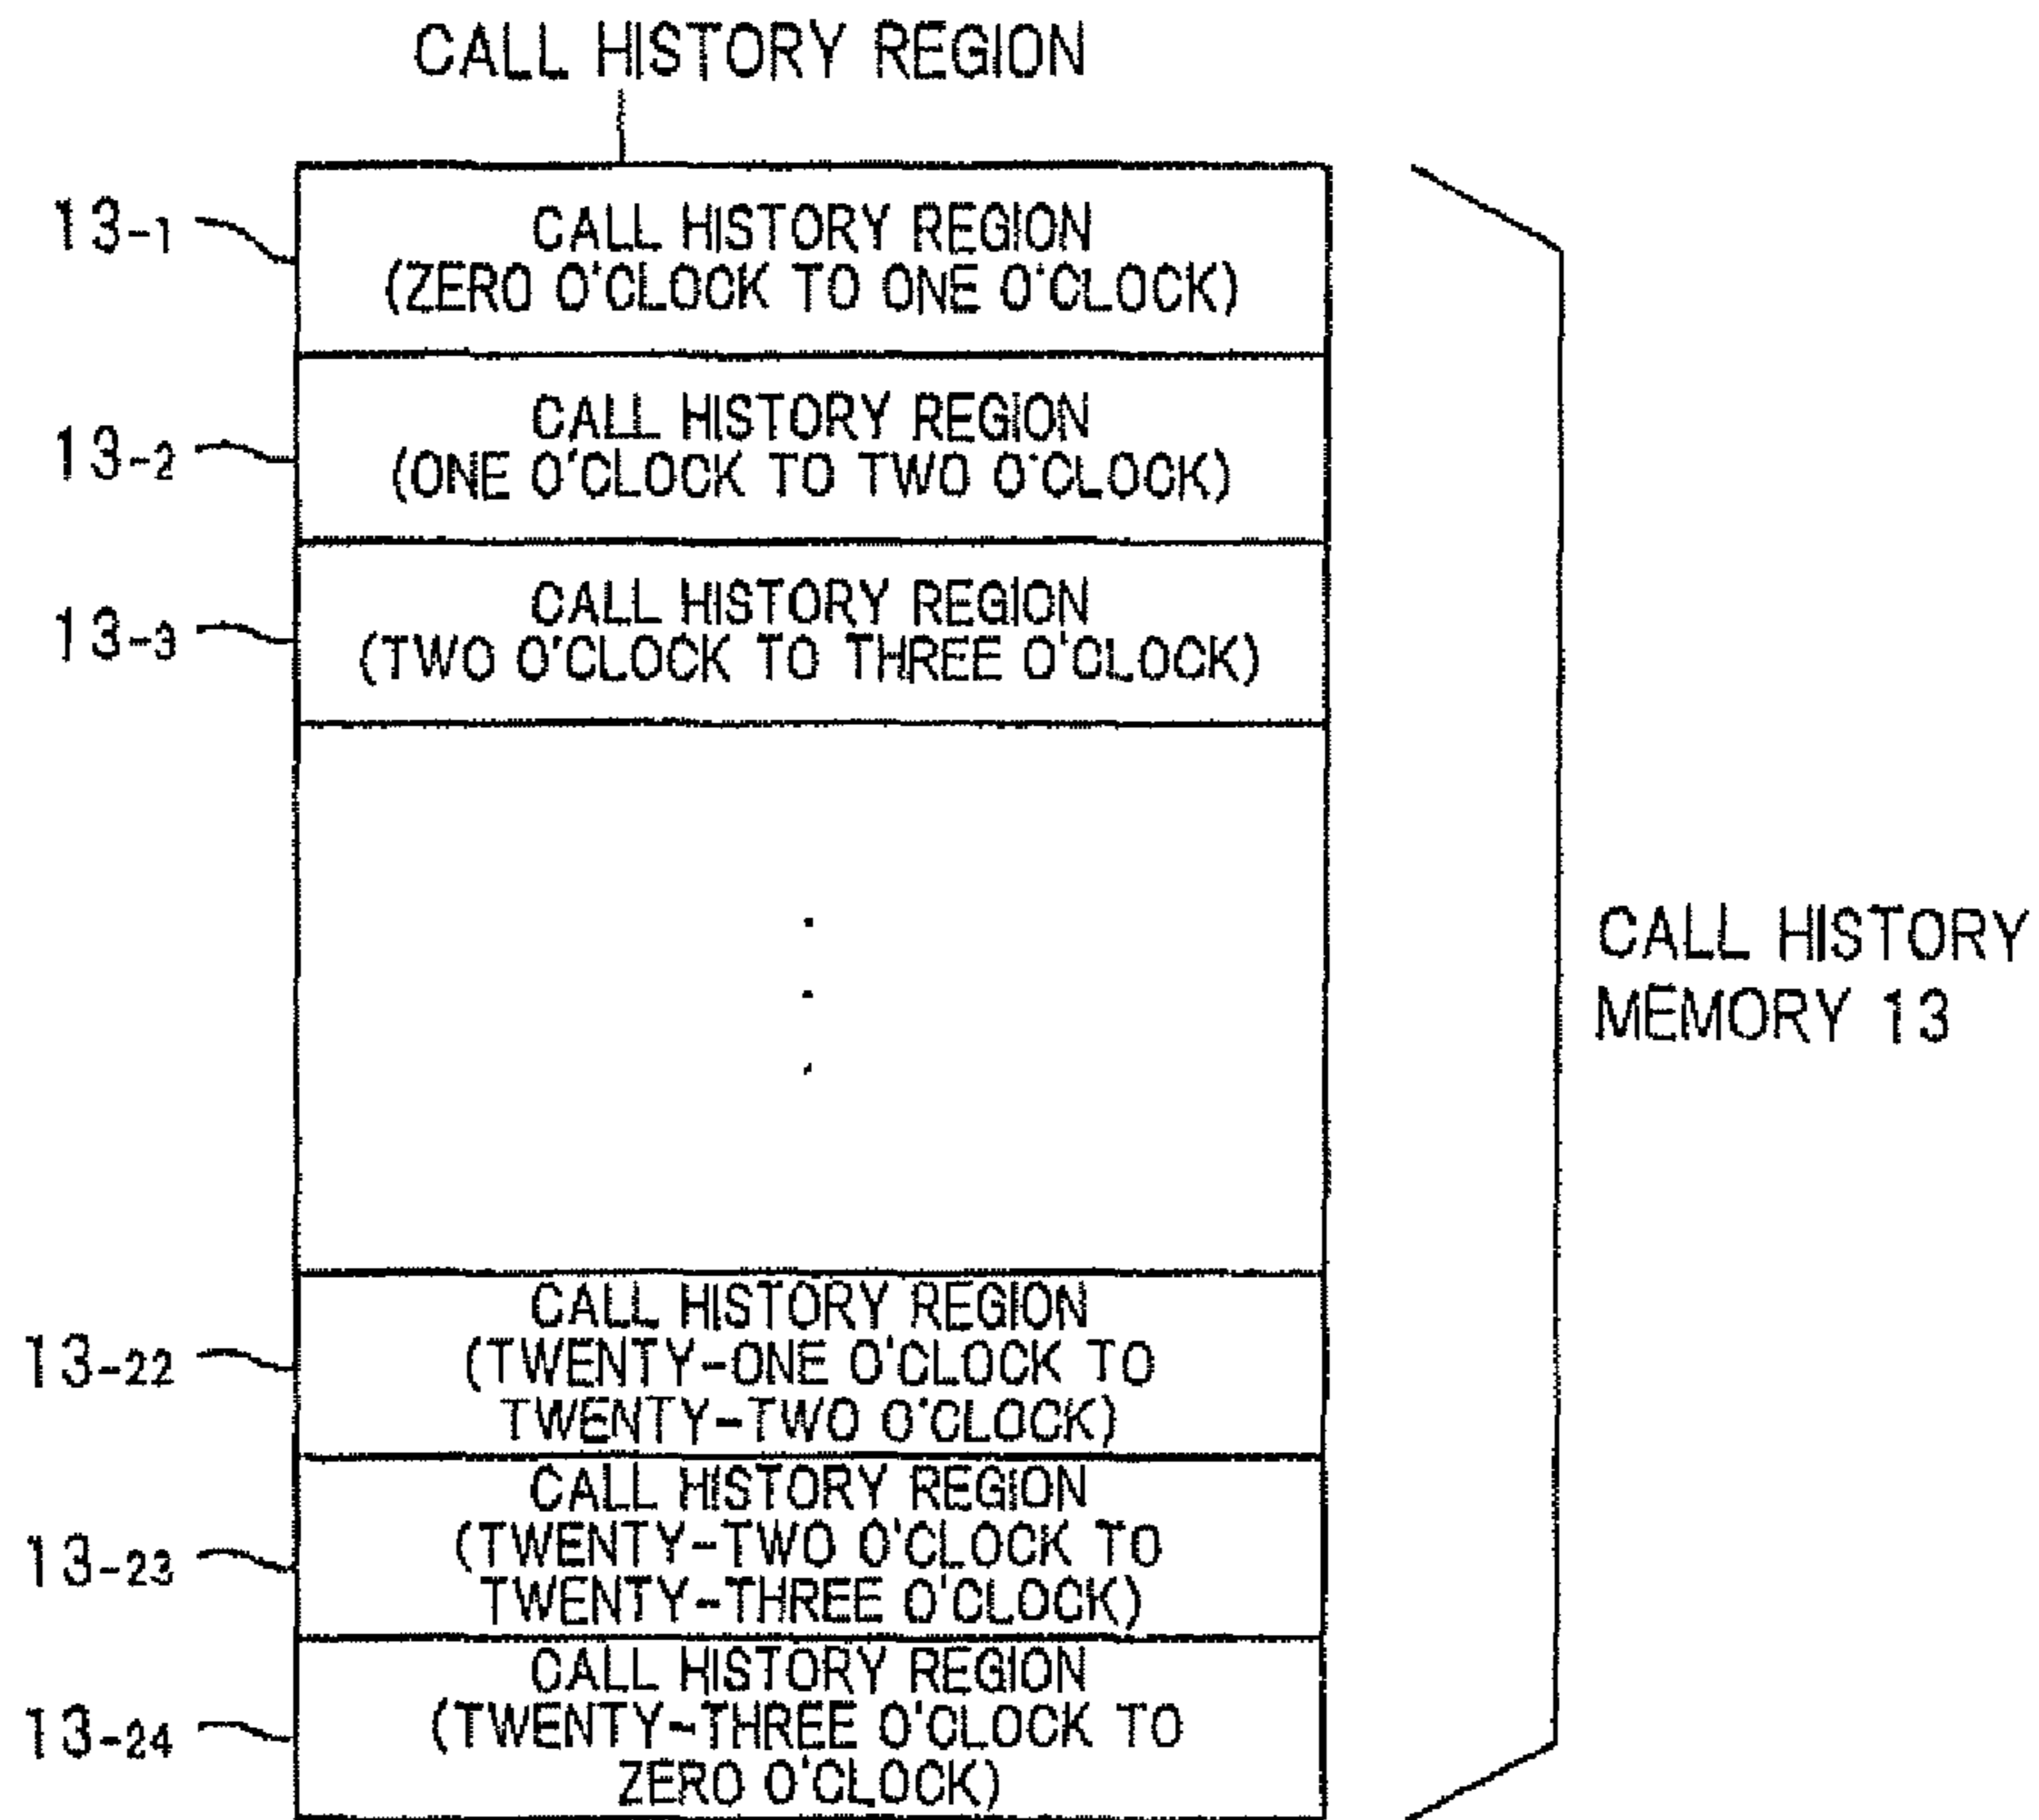 CALL HISTORY REGION
13-1
CALL HISTORY REGION
(ZERO O'CLOCK TO ONE O'CLOCK)
13-2
CALL HISTORY REGION
(ONE O'CLOCK TO TWO O'CLOCK)
13-3
CALL HISTORY REGION
(TWO O'CLOCK TO THREE O'CLOCK)
CALL HISTORY
MEMORY 13
13-22
CALL HISTORY REGION
(TWENTY-ONE O'CLOCK TO
TWENTY-TWO O'CLOCK)
13-23
CALL HISTORY REGION
(TWENTY-TWO O'CLOCK TO
TWENTY-THREE O'CLOCK)
13-24
CALL HISTORY REGION
(TWENTY-THREE O'CLOCK TO
ZERO O'CLOCK)